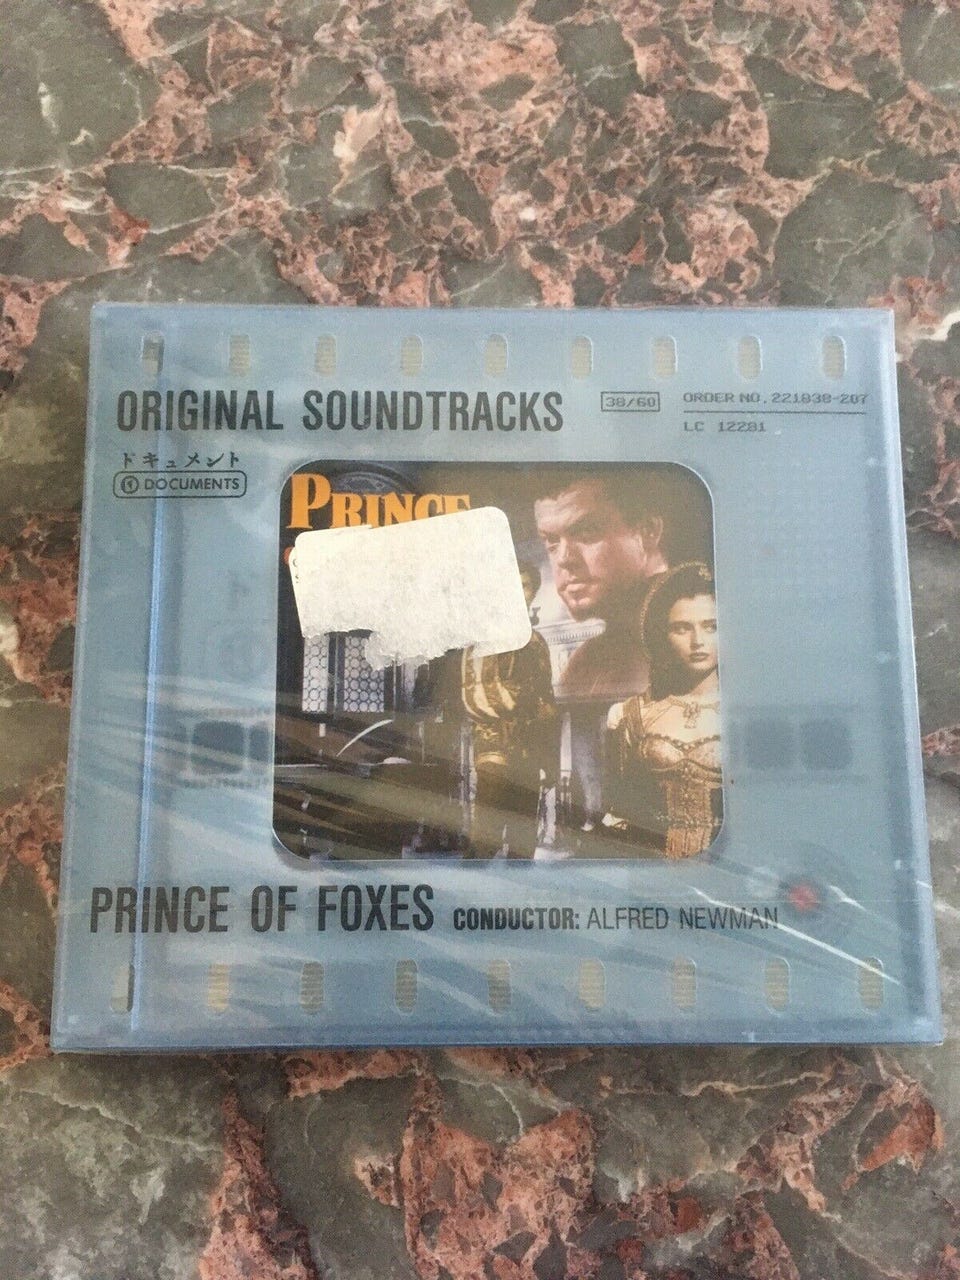 ORIGINAL SOUNDTRACKS
38/60
ORDER NO. 221838-207
LC 12281
ドキュメント
DOCUMENTS
PRINCE
PRINCE OF FOXES CONDUCTOR: ALFRED NEWMAN